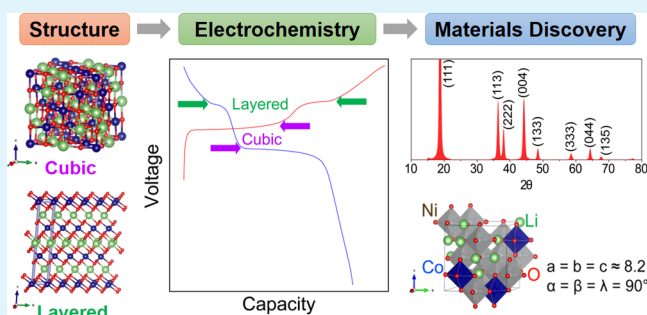 Structure
Electrochemistry
Materials Discovery
Cubic
Layered
Voltage
Layered
Cubic
Capacity
(111)
(113)
(222)
(004)
(133)
(333)
(044)
(135)
10 20 30 40 50 60 70 80
2θ
Ni
Li
Co
O
a = b = c ≈ 8.2
α = β = λ = 90°